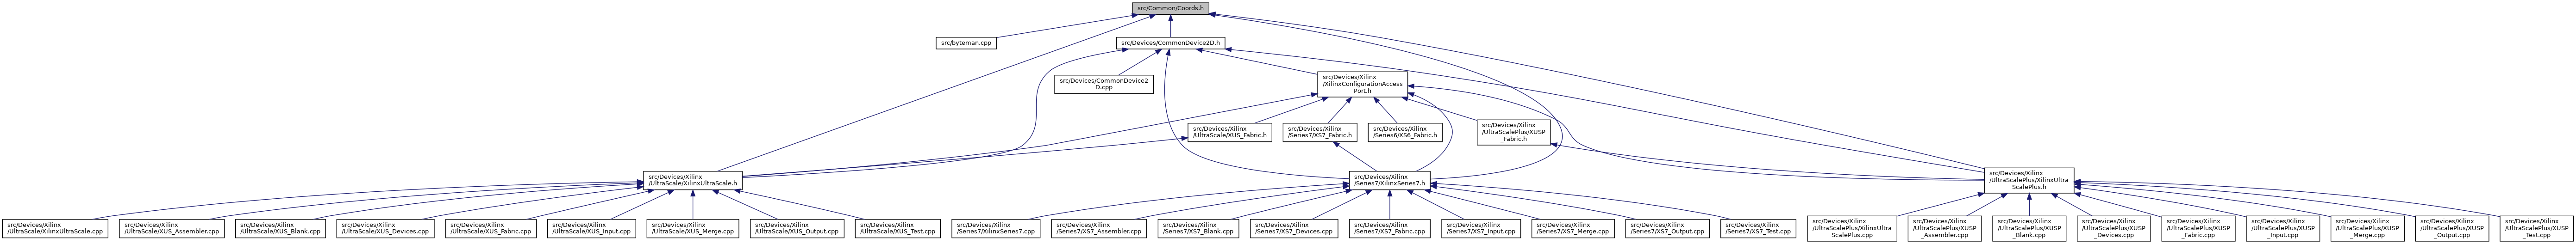 src/Common/Coords.h
src/byteman.cpp
src/Devices/CommonDevice2D.h
src/Devices/CommonDevice2
D.cpp
src/Devices/Xilinx
/XilinxConfigurationAccess
Port.h
src/Devices/Xilinx
/UltraScale/XUS_Fabric.h
src/Devices/Xilinx
/Series7/XS7_Fabric.h
src/Devices/Xilinx
/Series6/XS6_Fabric.h
src/Devices/Xilinx
/UltraScalePlus/XUSP
_Fabric.h
src/Devices/Xilinx
/UltraScale/XilinxUltraScale.h
src/Devices/Xilinx
/Series7/XilinxSeries7.h
src/Devices/Xilinx
/UltraScalePlus/XilinxUltra
ScalePlus.h
src/Devices/Xilinx
/UltraScale/XilinxUltraScale.cpp
src/Devices/Xilinx
/UltraScale/XUS_Assembler.cpp
src/Devices/Xilinx
/UltraScale/XUS_Blank.cpp
src/Devices/Xilinx
/UltraScale/XUS_Devices.cpp
src/Devices/Xilinx
/UltraScale/XUS_Fabric.cpp
src/Devices/Xilinx
/UltraScale/XUS_Input.cpp
src/Devices/Xilinx
/UltraScale/XUS_Merge.cpp
src/Devices/Xilinx
/UltraScale/XUS_Output.cpp
src/Devices/Xilinx
/UltraScale/XUS_Test.cpp
src/Devices/Xilinx
/Series7/XilinxSeries7.cpp
src/Devices/Xilinx
/Series7/XS7_Assembler.cpp
src/Devices/Xilinx
/Series7/XS7_Blank.cpp
src/Devices/Xilinx
/Series7/XS7_Devices.cpp
src/Devices/Xilinx
/Series7/XS7_Fabric.cpp
src/Devices/Xilinx
/Series7/XS7_Input.cpp
src/Devices/Xilinx
/Series7/XS7_Merge.cpp
src/Devices/Xilinx
/Series7/XS7_Output.cpp
src/Devices/Xilinx
/Series7/XS7_Test.cpp
src/Devices/Xilinx
/UltraScalePlus/XilinxUltra
ScalePlus.cpp
src/Devices/Xilinx
/UltraScalePlus/XUSP
_Assembler.cpp
src/Devices/Xilinx
/UltraScalePlus/XUSP
_Blank.cpp
src/Devices/Xilinx
/UltraScalePlus/XUSP
_Devices.cpp
src/Devices/Xilinx
/UltraScalePlus/XUSP
_Fabric.cpp
src/Devices/Xilinx
/UltraScalePlus/XUSP
_Input.cpp
src/Devices/Xilinx
/UltraScalePlus/XUSP
_Merge.cpp
src/Devices/Xilinx
/UltraScalePlus/XUSP
_Output.cpp
src/Devices/Xilinx
/UltraScalePlus/XUSP
_Test.cpp